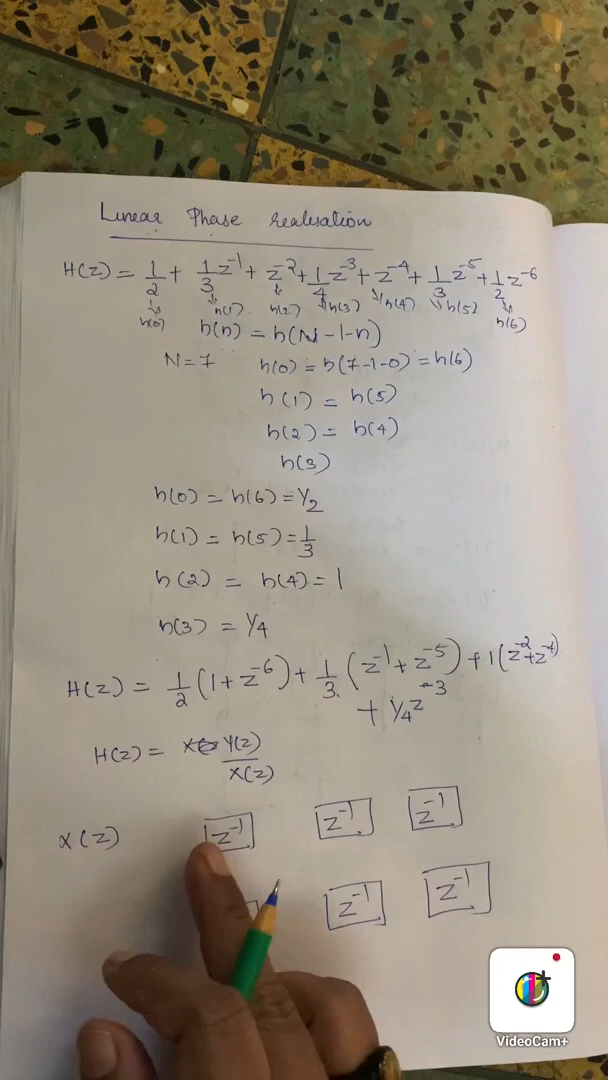 Linear Phase realisation
H(z) = 1/2 + 1/3 z^-1 + z^-2 + 1/4 z^-3 + z^-4 + 1/3 z^-5 + 1/2 z^-6
h(0) h(1) h(2) h(3) h(4) h(5) h(6)
h(n) = h(N-1-n)
N=7 h(0) = h(7-1-0) = h(6)
h(1) = h(5)
h(2) = h(4)
h(3)
h(0) = h(6) = 1/2
h(1) = h(5) = 1/3
h(2) = h(4) = 1
h(3) = 1/4
H(z) = 1/2 (1 + z^-6) + 1/3 (z^-1 + z^-5) + 1 (z^-2 + z^-4)
+ 1/4 z^-3
H(z) = Y(z)/X(z)
X(z) z^-1 z^-1 z^-1
z^-1 z^-1
VideoCam+